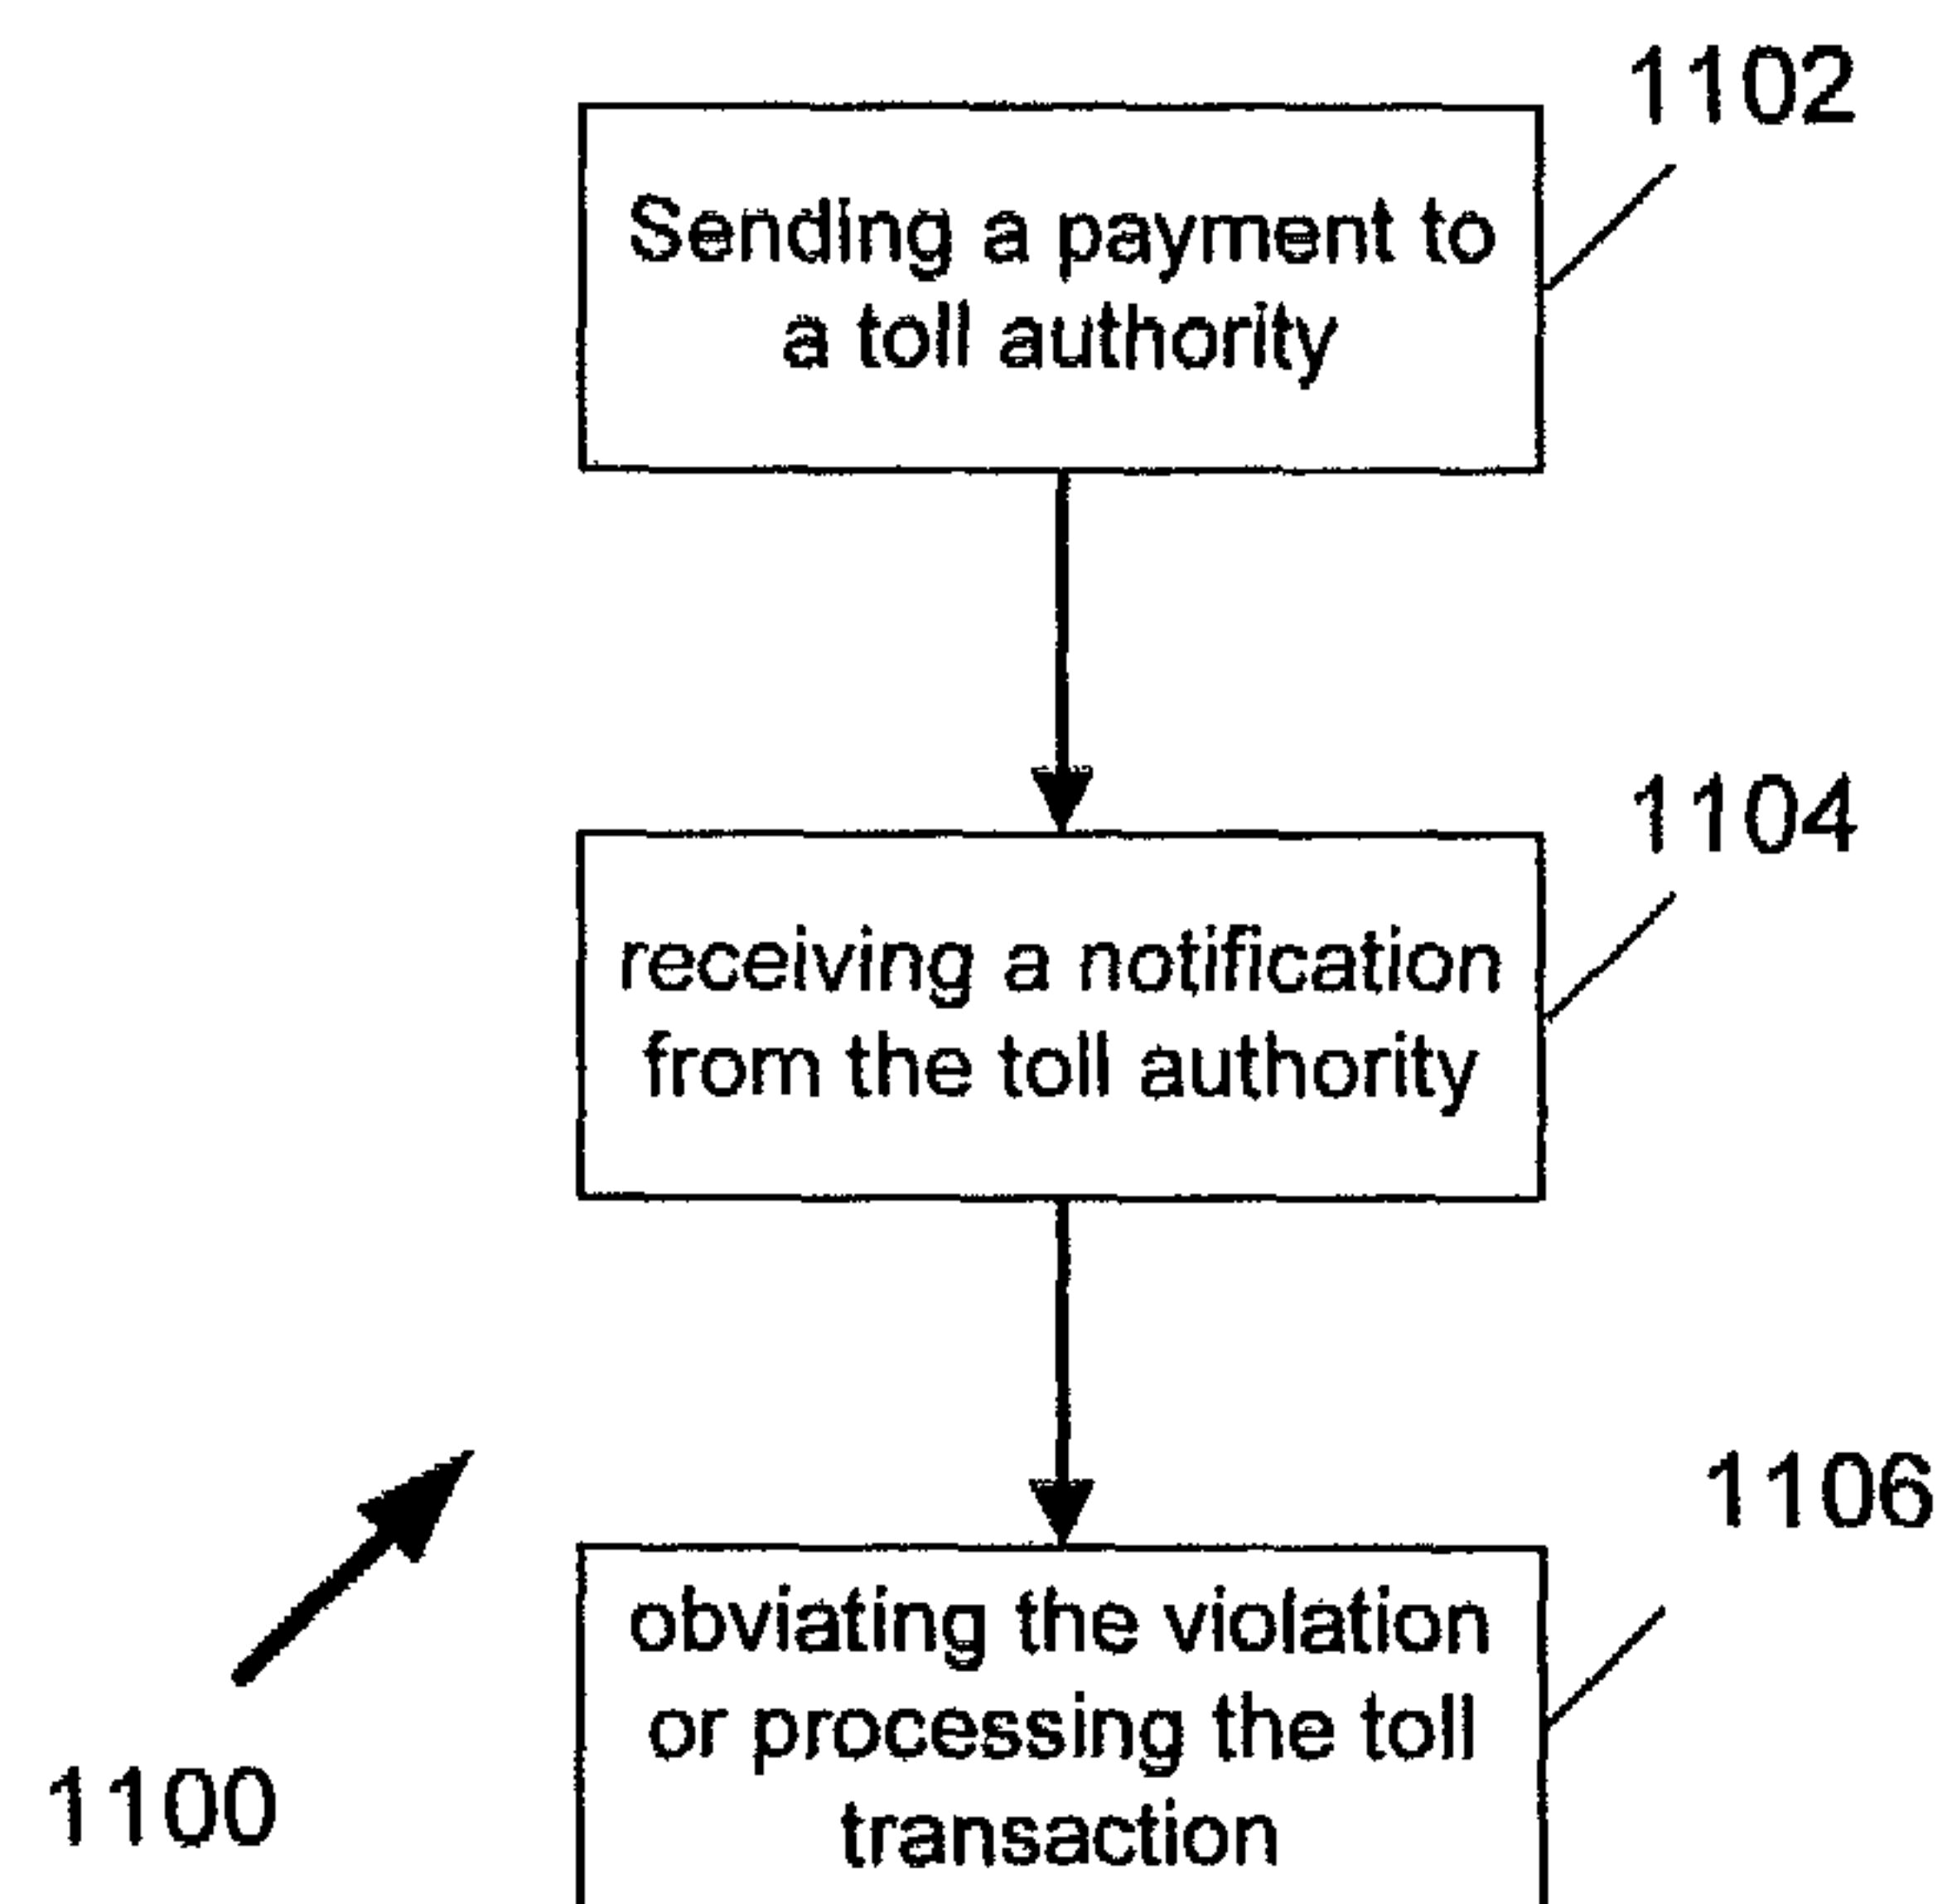 1102
Sending a payment to
a toll authority
1104
receiving a notification
from the toll authority
1106
obviating the violation
or processing the toll
transaction
1100